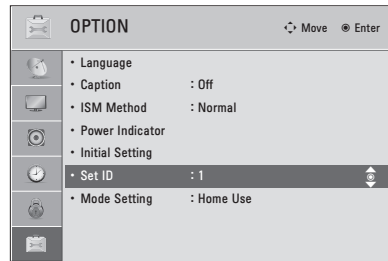 OPTION Move Enter
• Language
• Caption : Off
• ISM Method : Normal
• Power Indicator
• Initial Setting
• Set ID : 1
• Mode Setting : Home Use